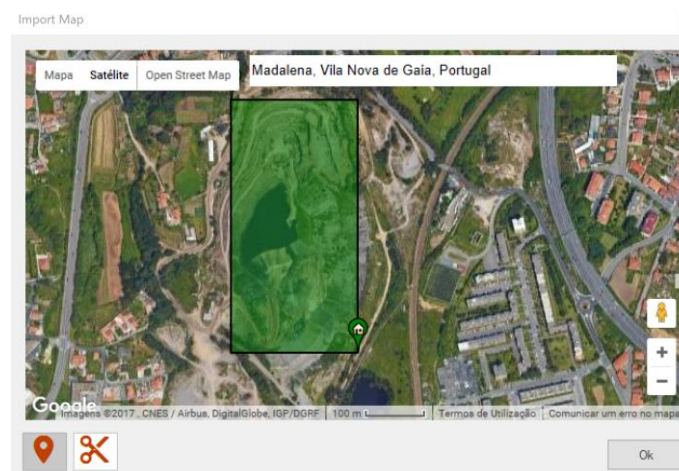 Import Map
Mapa Satélite Open Street Map Madalena, Vila Nova de Gaia, Portugal
Google
Imagens ©2017 , CNES / Airbus, DigitalGlobe, IGP/DGRF 100 m Termos de Utilização Comunicar um erro no mapa
Ok